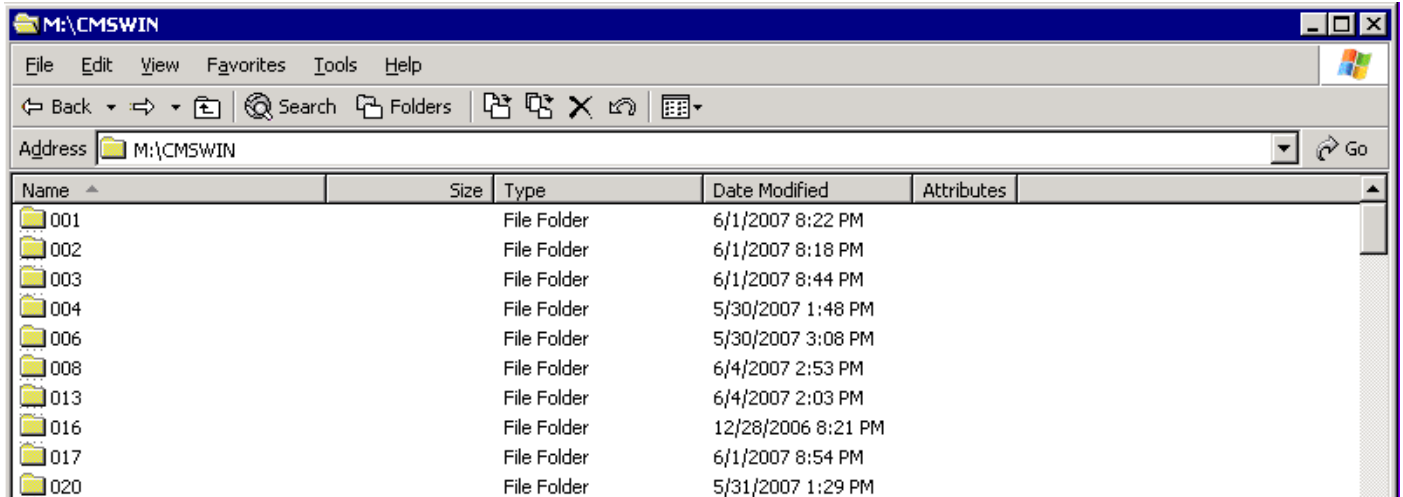 M:\CMSWIN
File Edit View Favorites Tools Help
Back Search Folders
Address M:\CMSWIN Go
Name Size Type Date Modified Attributes
001 File Folder 6/1/2007 8:22 PM
002 File Folder 6/1/2007 8:18 PM
003 File Folder 6/1/2007 8:44 PM
004 File Folder 5/30/2007 1:48 PM
006 File Folder 5/30/2007 3:08 PM
008 File Folder 6/4/2007 2:53 PM
013 File Folder 6/4/2007 2:03 PM
016 File Folder 12/28/2006 8:21 PM
017 File Folder 6/1/2007 8:54 PM
020 File Folder 5/31/2007 1:29 PM